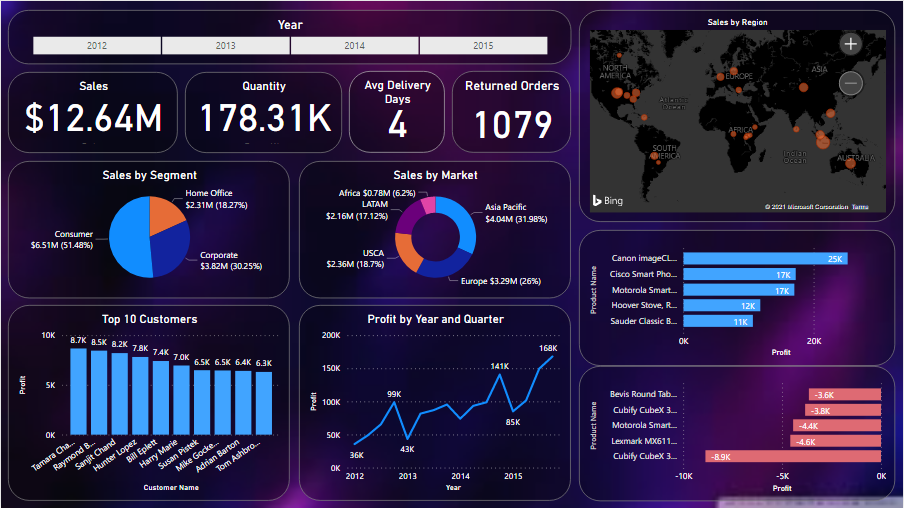 Year
2012
2013
2014
2015
Sales
$12.64M
Quantity
178.31K
Avg Delivery
Days
4
Returned Orders
1079
Sales by Region
NORTH
AMERICA
EUROPE
ASIA
Atlantic
Ocean
AFRICA
SOUTH
AMERICA
Indian
Ocean
AUSTRALIA
Bing
© 2021 Microsoft Corporation Terms
Sales by Segment
Home Office
$2.31M (18.27%)
Consumer
$6.51M (51.48%)
Corporate
$3.82M (30.25%)
Sales by Market
Africa $0.78M (6.2%)
LATAM
$2.16M (17.12%)
Asia Pacific
$4.04M (31.98%)
USCA
$2.36M (18.7%)
Europe $3.29M (26%)
Product Name
Canon imageCL...
25K
Cisco Smart Pho...
17K
Motorola Smart...
17K
Hoover Stove, R...
12K
Sauder Classic B...
11K
0K
20K
Profit
Top 10 Customers
Profit
10K
5K
0K
8.7K
8.5K
8.2K
7.8K
7.4K
7.0K
6.5K
6.5K
6.4K
6.3K
Tamara Cha...
Raymond B...
Sanjit Chand
Hunter Lopez
Bill Eplett
Harry Marie
Susan Pistek
Mike Gocke...
Adrian Barton
Tom Ashbro...
Customer Name
Profit by Year and Quarter
Profit
200K
150K
100K
50K
0K
36K
99K
43K
141K
85K
168K
2012
2013
2014
2015
Year
Product Name
Bevis Round Tab...
-3.6K
Cubify CubeX 3...
-3.8K
Motorola Smart...
-4.4K
Lexmark MX611...
-4.6K
Cubify CubeX 3...
-8.9K
-10K
-5K
0K
Profit